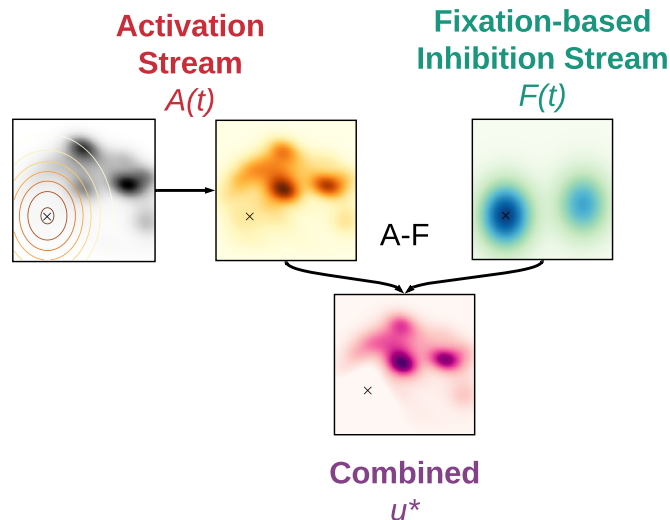 Activation
Stream
A(t)
Fixation-based
Inhibition Stream
F(t)
A-F
Combined
u*